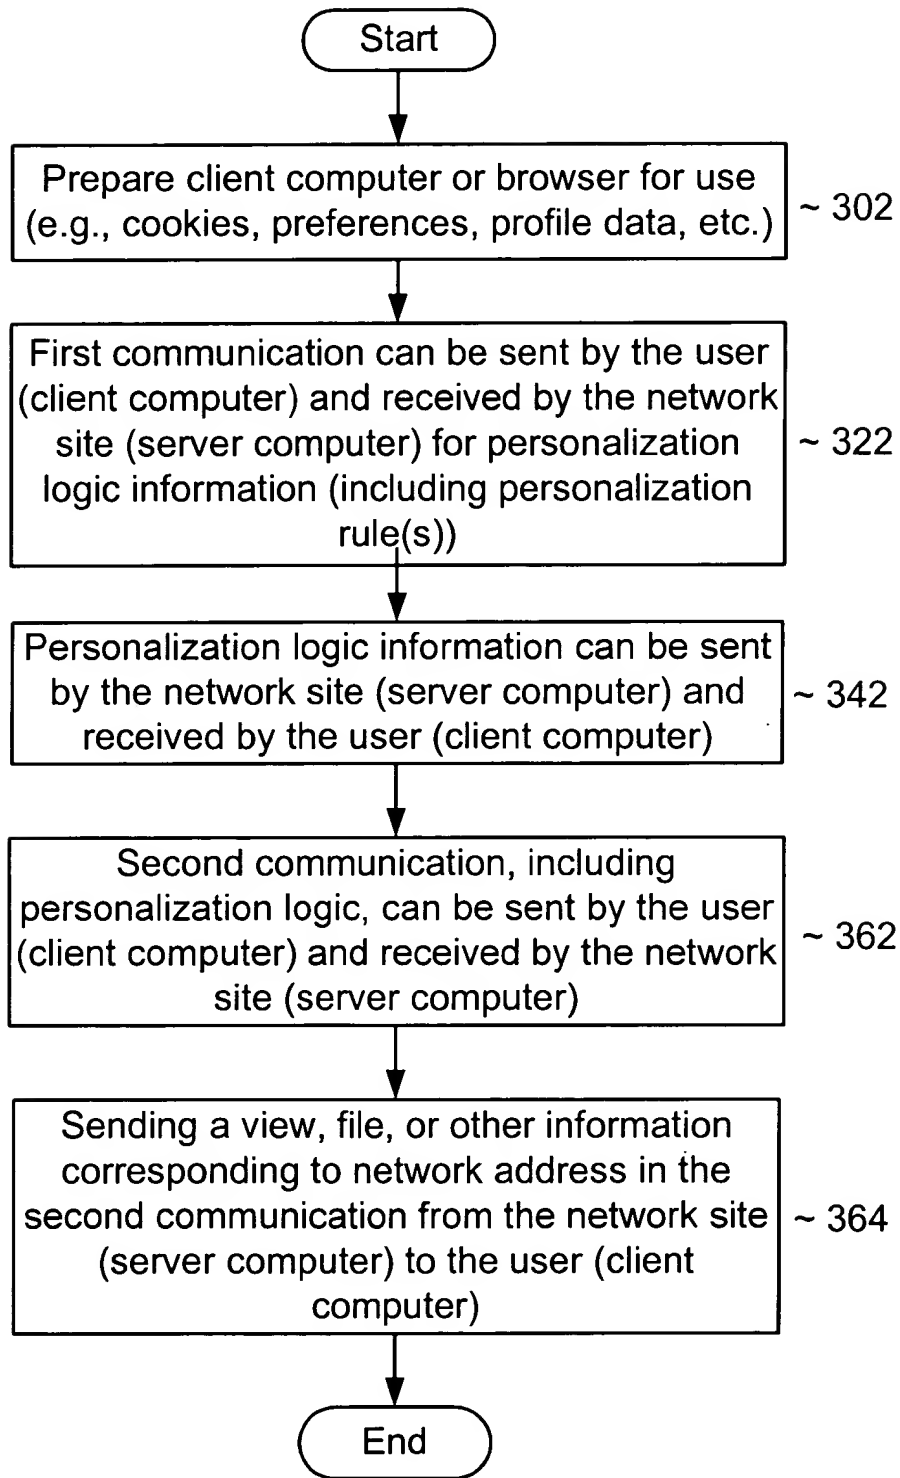 Start
Prepare client computer or browser for use
(e.g., cookies, preferences, profile data, etc.)
~ 302
First communication can be sent by the user
(client computer) and received by the network
site (server computer) for personalization
logic information (including personalization
rule(s))
~ 322
Personalization logic information can be sent
by the network site (server computer) and
received by the user (client computer)
~ 342
Second communication, including
personalization logic, can be sent by the user
(client computer) and received by the network
site (server computer)
~ 362
Sending a view, file, or other information
corresponding to network address in the
second communication from the network site
(server computer) to the user (client
computer)
~ 364
End